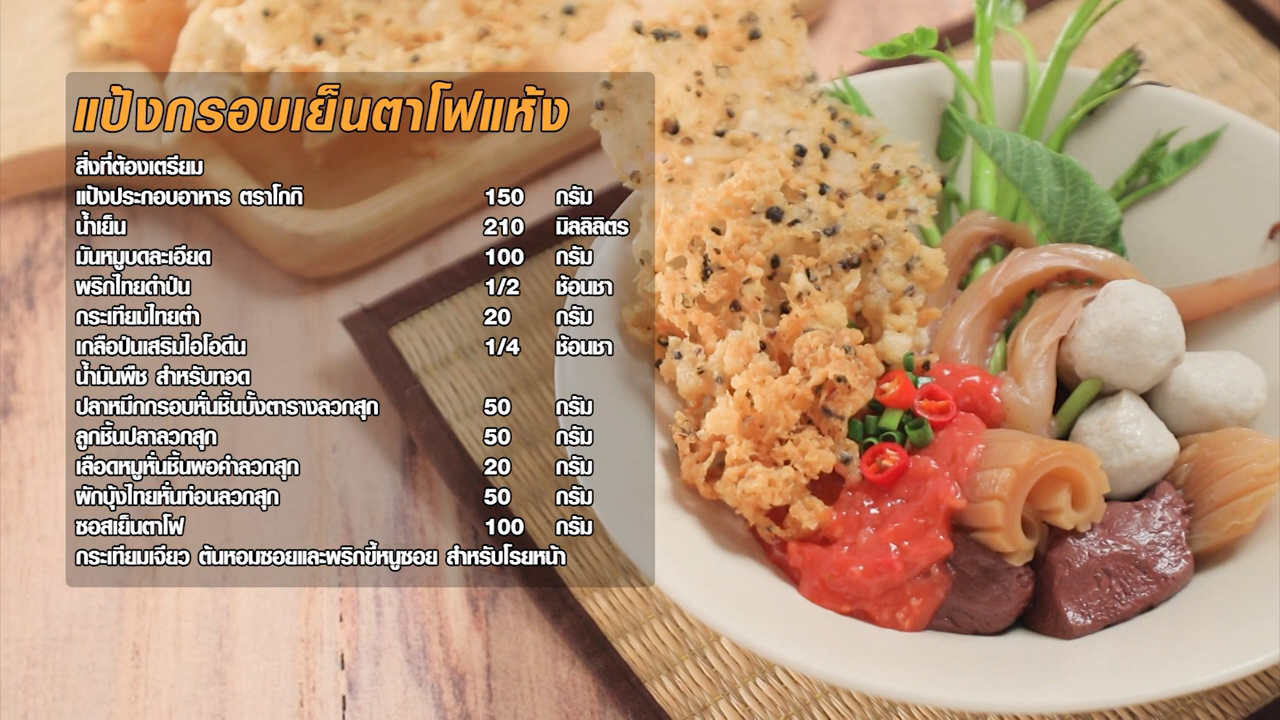 แป้งกรอบเย็นตาโฟแห้ง
สิ่งที่ต้องเตรียม
แป้งประกอบอาหาร ตราโกกิ 150 กรัม
น้ำเย็น 210 มิลลิลิตร
มันหมูบดละเอียด 100 กรัม
พริกไทยดำป่น 1/2 ช้อนชา
กระเทียมไทยตำ 20 กรัม
เกลือป่นเสริมไอโอดีน 1/4 ช้อนชา
น้ำมันพืช สำหรับทอด
ปลาหมึกกรอบหั่นชิ้นบั้งตารางลวกสุก 50 กรัม
ลูกชิ้นปลาลวกสุก 50 กรัม
เลือดหมูหั่นชิ้นพอคำลวกสุก 20 กรัม
ผักบุ้งไทยหั่นท่อนลวกสุก 50 กรัม
ซอสเย็นตาโฟ 100 กรัม
กระเทียมเจียว ต้นหอมซอยและพริกขี้หนูซอย สำหรับโรยหน้า